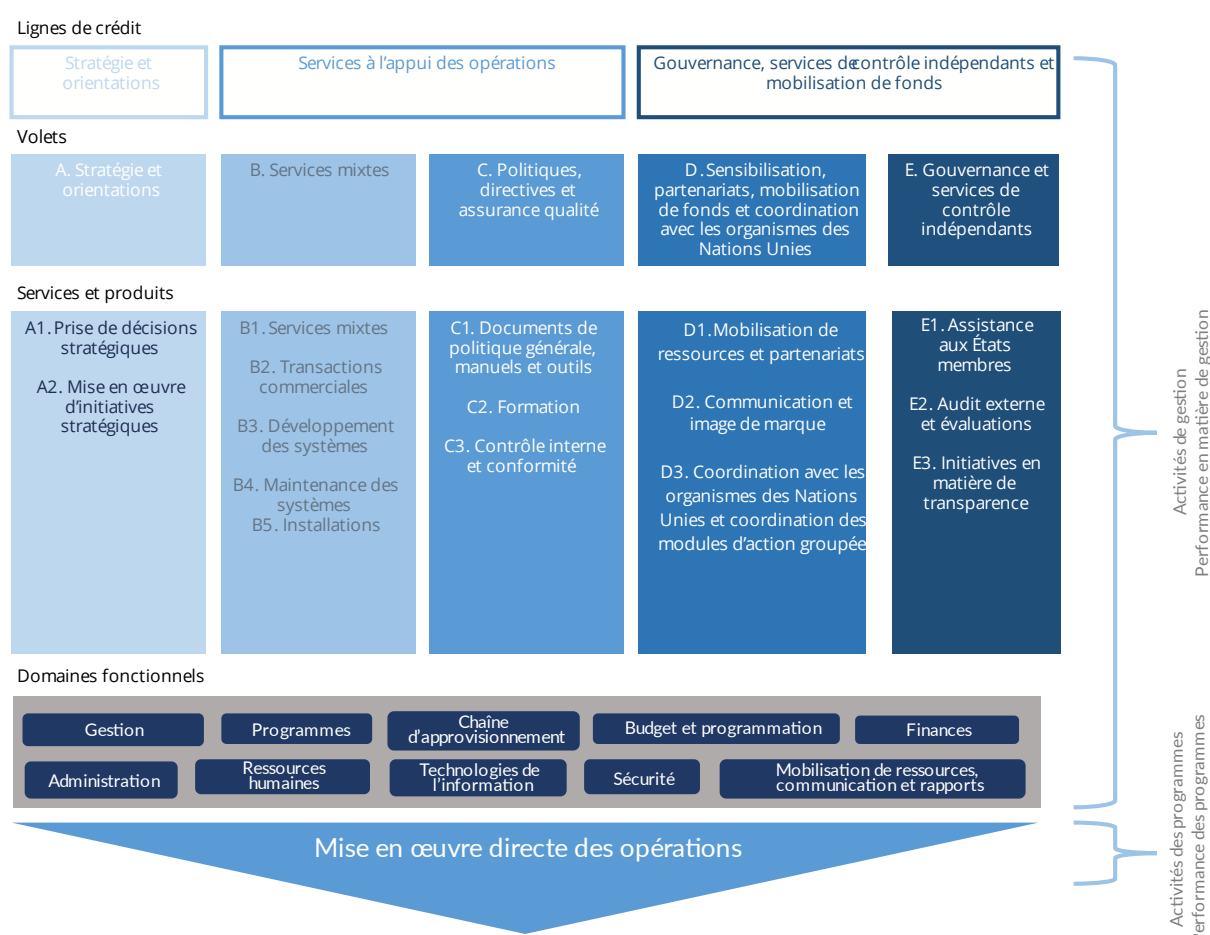 Lignes de crédit
Stratégie et
orientations
Services à l'appui des opérations
Gouvernance, services de contrôle indépendants et
mobilisation de fonds
Volets
A. Stratégie et
orientations
B. Services mixtes
C. Politiques,
directives et
assurance qualité
D. Sensibilisation,
partenariats, mobilisation
de fonds et coordination
avec les organismes des
Nations Unies
E. Gouvernance et
services de
contrôle
indépendants
Services et produits
A1. Prise de décisions
stratégiques
A2. Mise en œuvre
d'initiatives
stratégiques
B1. Services mixtes
B2. Transactions
commerciales
B3. Développement
des systèmes
B4. Maintenance des
systèmes
B5. Installations
C1. Documents de
politique générale,
manuels et outils
C2. Formation
C3. Contrôle interne
et conformité
D1. Mobilisation de
ressources et partenariats
D2. Communication et
image de marque
D3. Coordination avec les
organismes des Nations
Unies et coordination des
modules d'action groupée
E1. Assistance
aux États
membres
E2. Audit externe
et évaluations
E3. Initiatives en
matière de
transparence
Domaines fonctionnels
Gestion
Programmes
Chaîne
d'approvisionnement
Budget et programmation
Finances
Administration
Ressources
humaines
Technologies de
l'information
Sécurité
Mobilisation de ressources,
communication et rapports
Mise en œuvre directe des opérations
Activités de gestion
Performance en matière de gestion
Activités des programmes
Performance des programmes